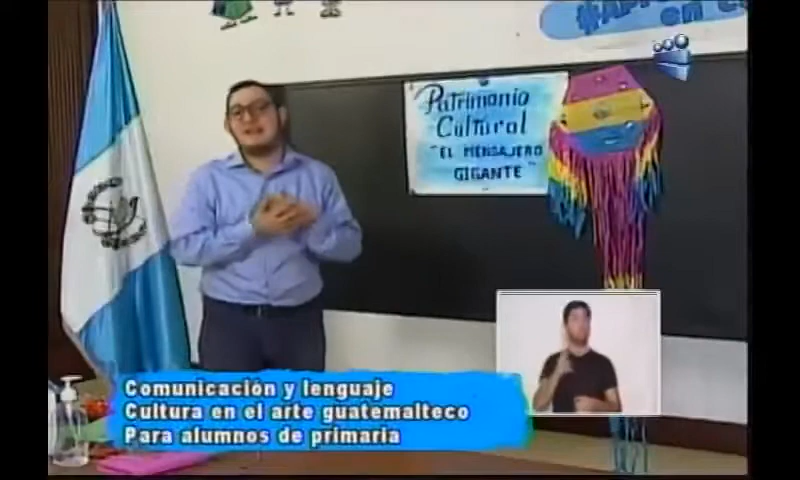 Patrimonio
Cultural
"EL MENSAJERO
GIGANTE"
Comunicación y lenguaje
Cultura en el arte guatemalteco
Para alumnos de primaria